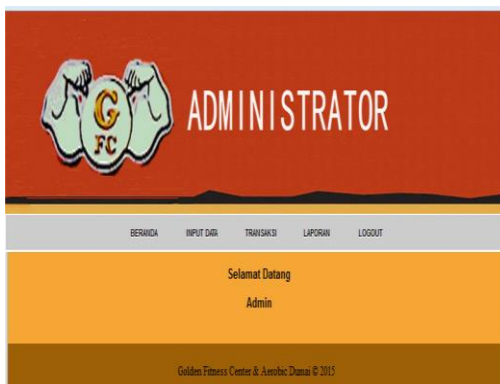 G
FC
ADMINISTRATOR
BERANDA INPUT DATA TRANSAKSI LAPORAN LOGOUT
Selamat Datang
Admin
Golden Fitness Center & Aerobic Dumai © 2015